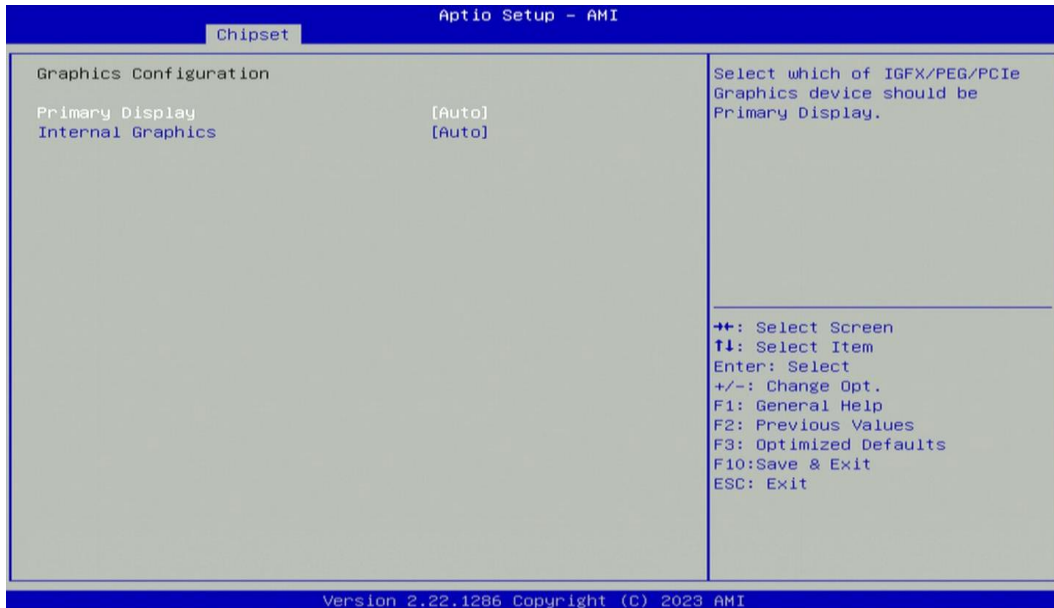 Aptio Setup – AMI
Chipset
Graphics Configuration
Primary Display [Auto]
Internal Graphics [Auto]
Select which of IGFX/PEG/PCIe
Graphics device should be
Primary Display.
→←: Select Screen
↑↓: Select Item
Enter: Select
+/-: Change Opt.
F1: General Help
F2: Previous Values
F3: Optimized Defaults
F10:Save & Exit
ESC: Exit
Version 2.22.1286 Copyright (C) 2023 AMI